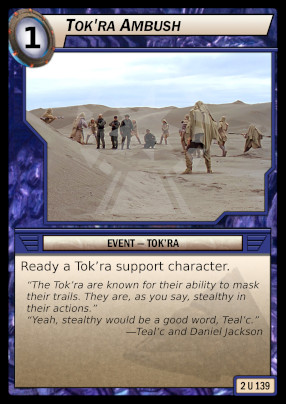 1
TOK'RA AMBUSH
EVENT – TOK'RA
Ready a Tok'ra support character.
"The Tok'ra are known for their ability to mask
their trails. They are, as you say, stealthy in
their actions."
"Yeah, stealthy would be a good word, Teal'c."
—Teal'c and Daniel Jackson
2 U 139